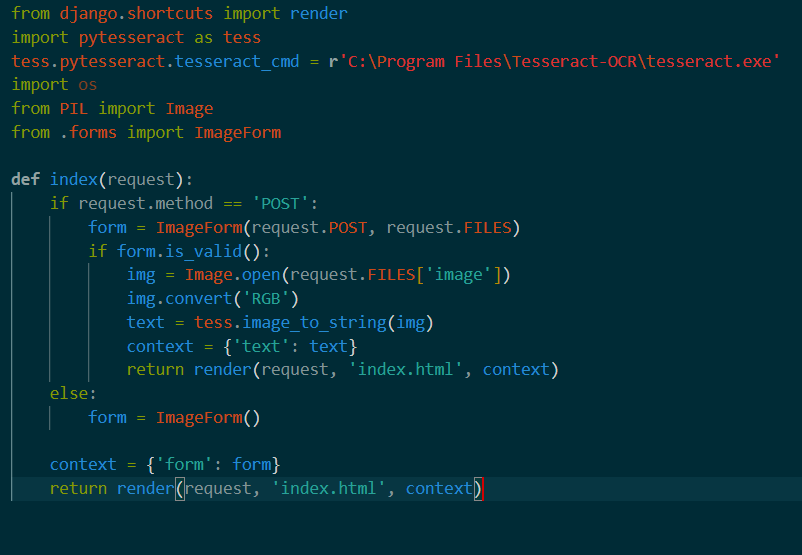 from django.shortcuts import render
import pytesseract as tess
tess.pytesseract.tesseract_cmd = r'C:\Program Files\Tesseract-OCR\tesseract.exe'
import os
from PIL import Image
from .forms import ImageForm

def index(request):
    if request.method == 'POST':
        form = ImageForm(request.POST, request.FILES)
        if form.is_valid():
            img = Image.open(request.FILES['image'])
            img.convert('RGB')
            text = tess.image_to_string(img)
            context = {'text': text}
            return render(request, 'index.html', context)
    else:
        form = ImageForm()

    context = {'form': form}
    return render(request, 'index.html', context)